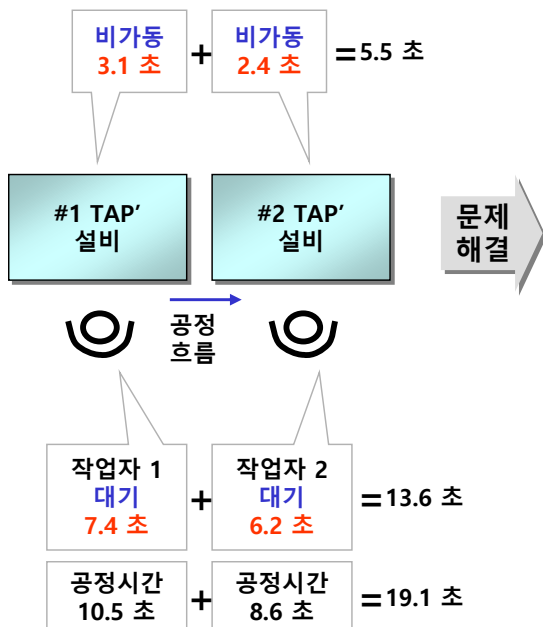 비가동
3.1 초
+
비가동
2.4 초
=5.5 초
#1 TAP’
설비
#2 TAP’
설비
문제
해결
공정
흐름
작업자 1
대기
7.4 초
+
작업자 2
대기
6.2 초
=13.6 초
공정시간
10.5 초
+
공정시간
8.6 초
=19.1 초